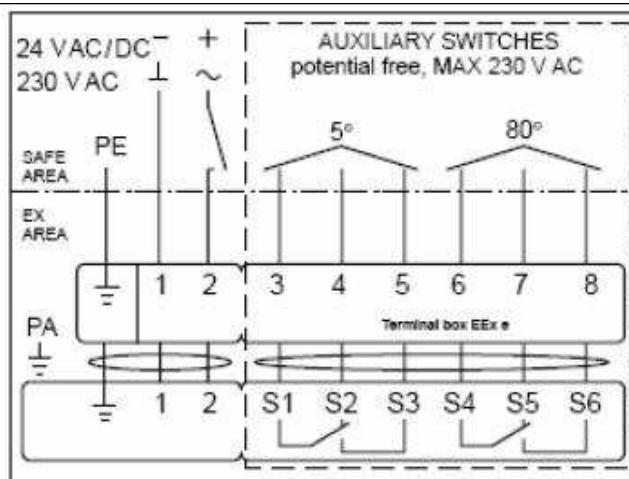 24 VAC/DC − +
230 VAC ⊥ ~
AUXILIARY SWITCHES
potential free, MAX 230 V AC
5° 80°
SAFE
AREA
PE
EX
AREA
1 2 3 4 5 6 7 8
Terminal box EEx e
PA
1 2 S1 S2 S3 S4 S5 S6